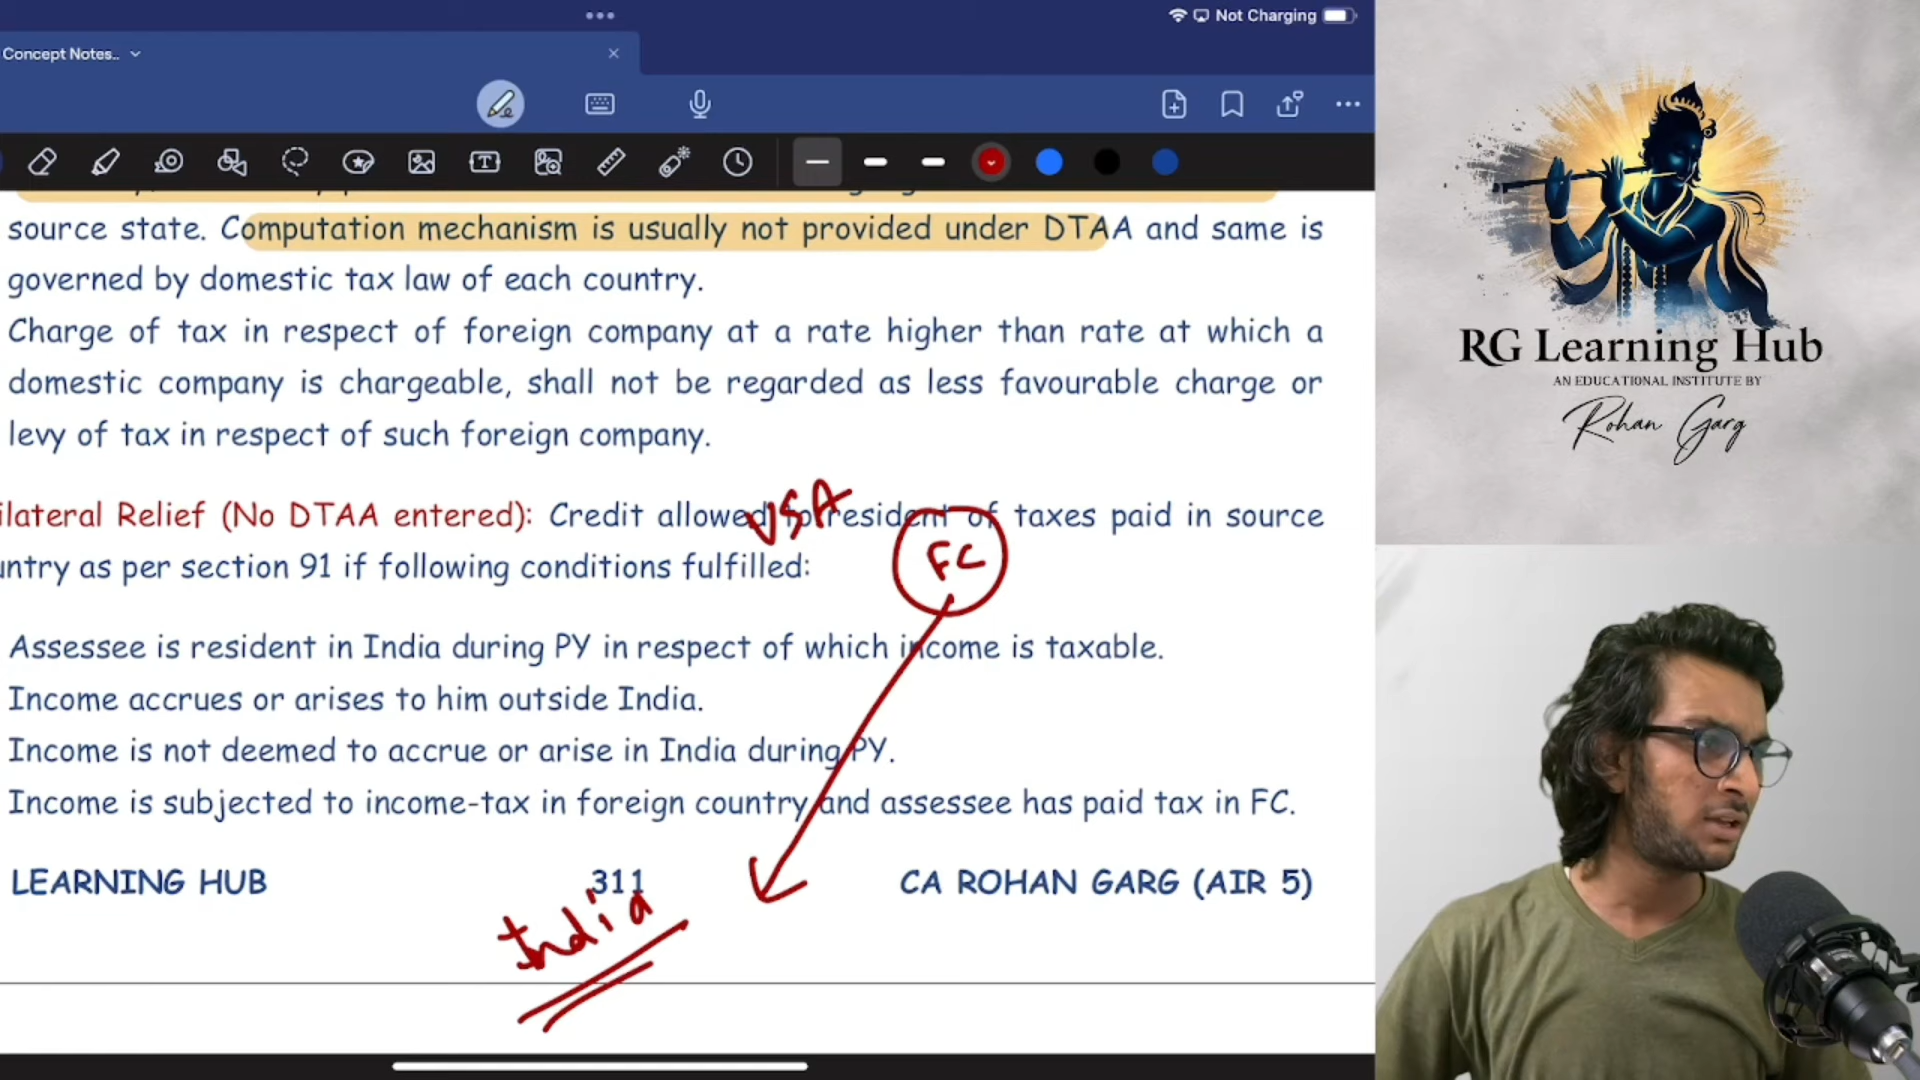 Not Charging
Concept Notes..
source state. Computation mechanism is usually not provided under DTAA and same is
governed by domestic tax law of each country.
Charge of tax in respect of foreign company at a rate higher than rate at which a
domestic company is chargeable, shall not be regarded as less favourable charge or
levy of tax in respect of such foreign company.
USA
ilateral Relief (No DTAA entered): Credit allowed to resident of taxes paid in source
FC
untry as per section 91 if following conditions fulfilled:
Assessee is resident in India during PY in respect of which income is taxable.
Income accrues or arises to him outside India.
Income is not deemed to accrue or arise in India during PY.
Income is subjected to income-tax in foreign country and assessee has paid tax in FC.
LEARNING HUB 311 CA ROHAN GARG (AIR 5)
India
RG Learning Hub
AN EDUCATIONAL INSTITUTE BY
Rohan Garg